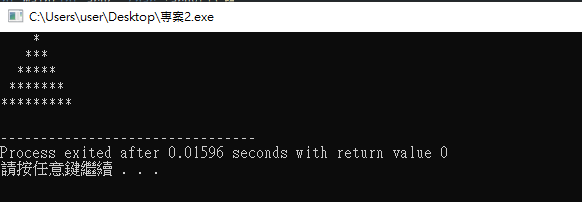 C:\Users\user\Desktop\專案2.exe
    *
   ***
  *****
 *******
*********
--------------------------------
Process exited after 0.01596 seconds with return value 0
請按任意鍵繼續 . . .